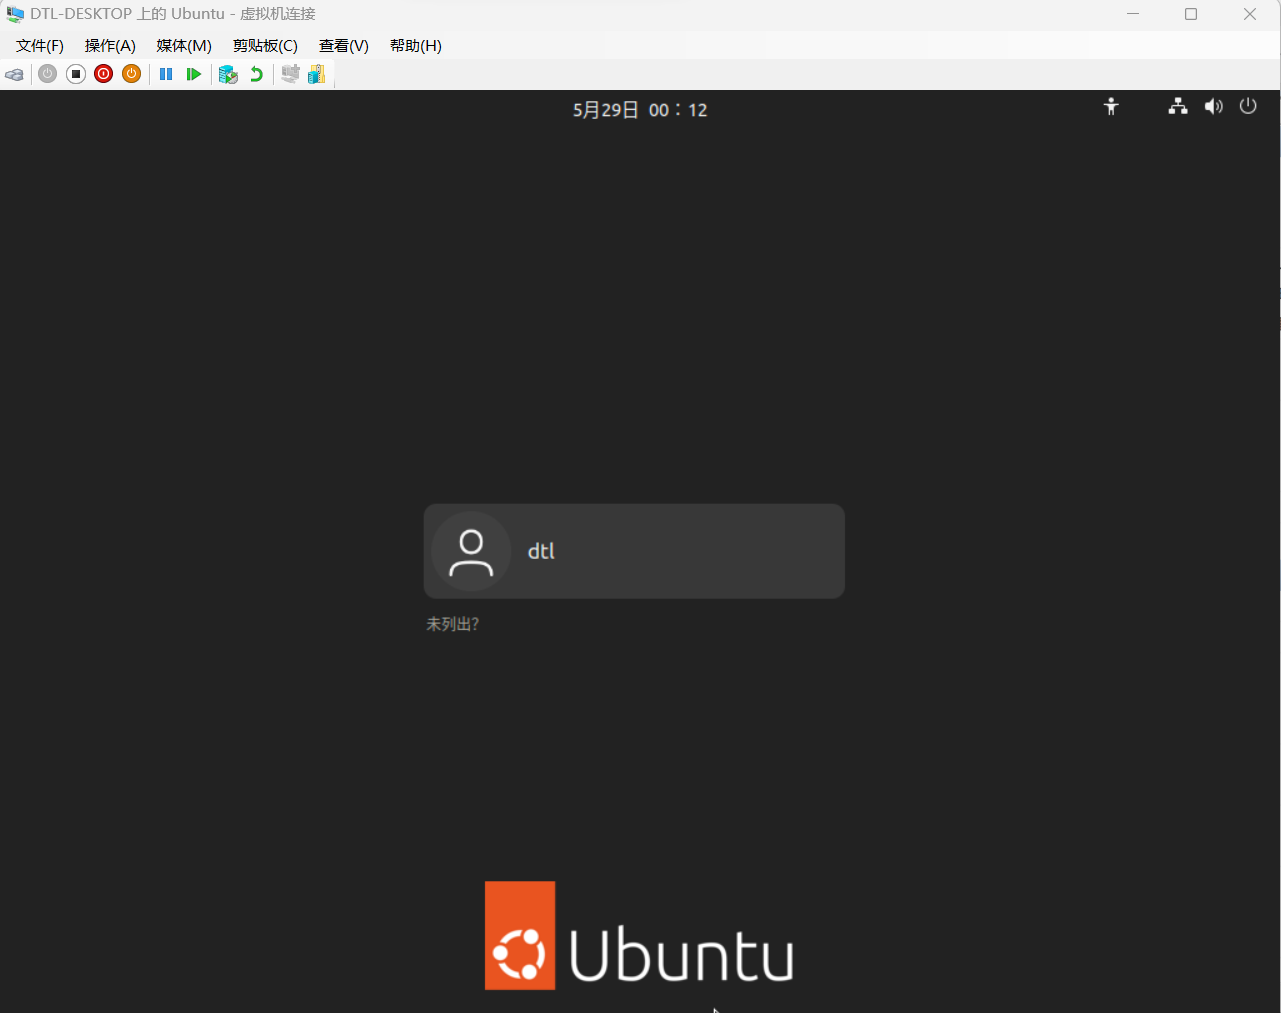 DTL-DESKTOP 上的 Ubuntu - 虚拟机连接
文件(F) 操作(A) 媒体(M) 剪贴板(C) 查看(V) 帮助(H)
5月29日 00：12
dtl
未列出?
Ubuntu